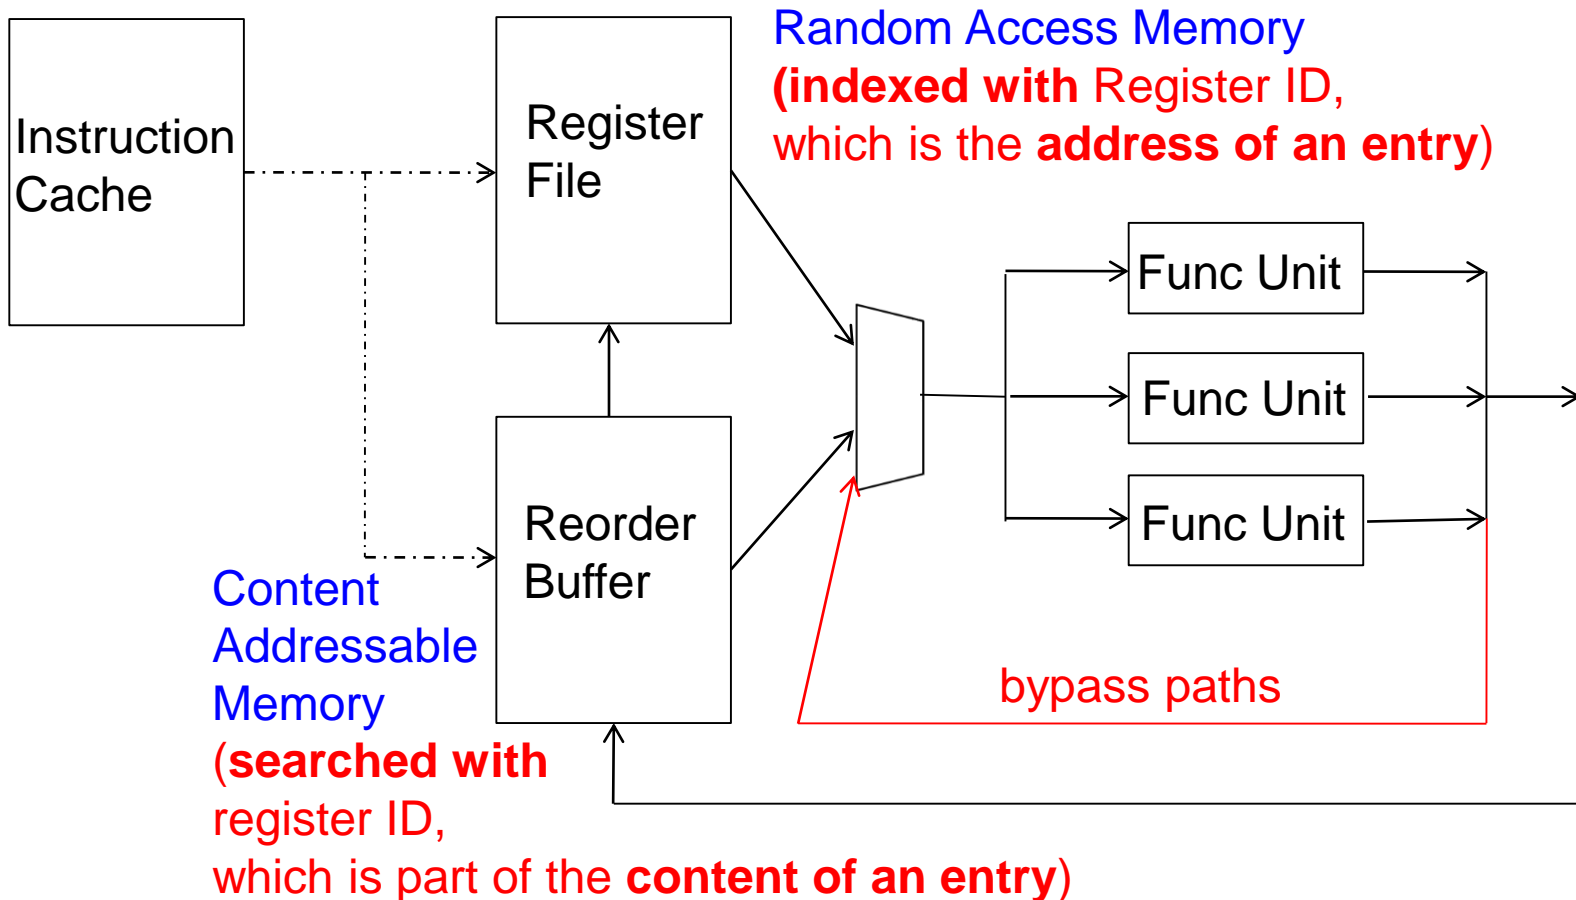 Instruction
Cache
Register
File
Random Access Memory
(indexed with Register ID,
which is the address of an entry)
Func Unit
Func Unit
Func Unit
Reorder
Buffer
Content
Addressable
Memory
(searched with
register ID,
which is part of the content of an entry)
bypass paths